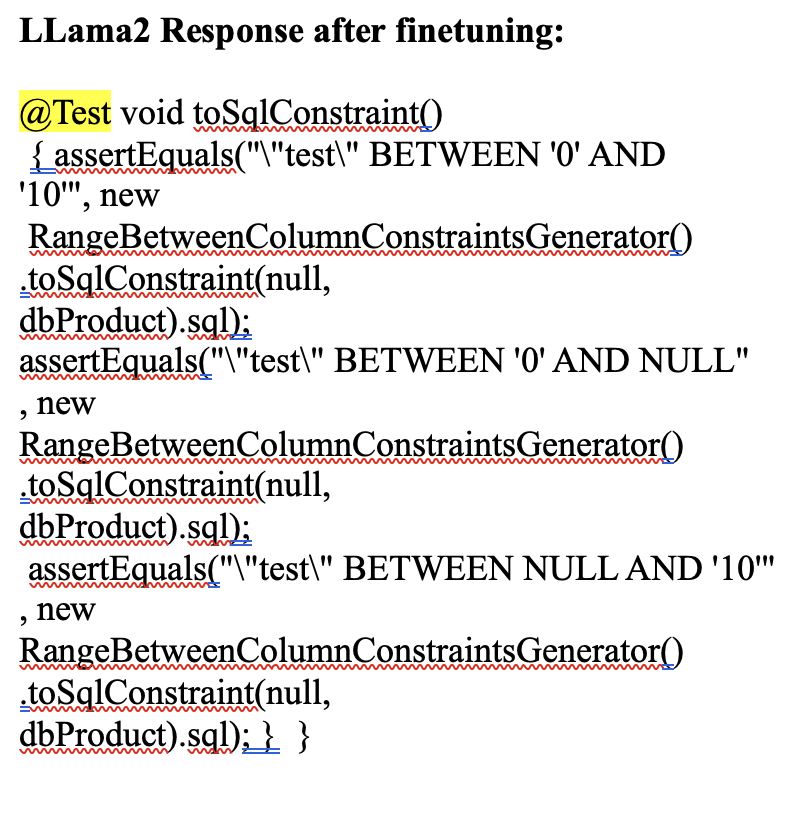 LLama2 Response after finetuning:
@Test void toSqlConstraint()
{ assertEquals("\"test\" BETWEEN '0' AND
'10'", new
RangeBetweenColumnConstraintsGenerator()
.toSqlConstraint(null,
dbProduct).sql);
assertEquals("\"test\" BETWEEN '0' AND NULL"
, new
RangeBetweenColumnConstraintsGenerator()
.toSqlConstraint(null,
dbProduct).sql);
assertEquals("\"test\" BETWEEN NULL AND '10'"
, new
RangeBetweenColumnConstraintsGenerator()
.toSqlConstraint(null,
dbProduct).sql); } }